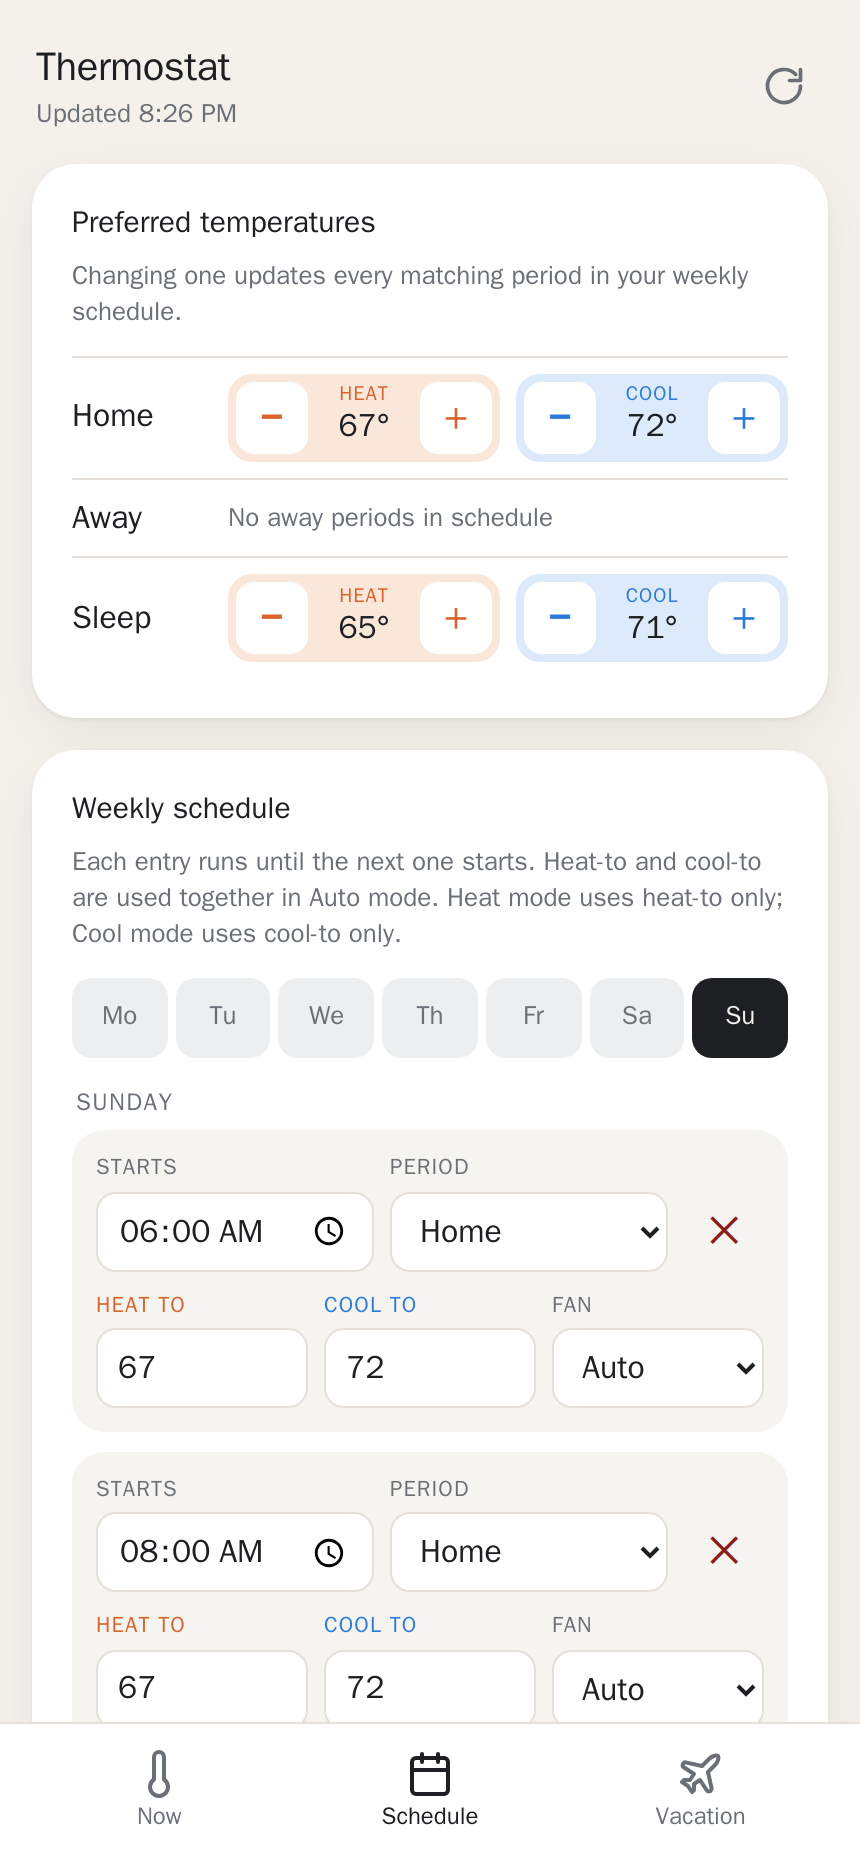 Thermostat
Updated 8:26 PM
Preferred temperatures
Changing one updates every matching period in your weekly
schedule.
Home
HEAT
67°
COOL
72°
Away
No away periods in schedule
Sleep
HEAT
65°
COOL
71°
Weekly schedule
Each entry runs until the next one starts. Heat-to and cool-to
are used together in Auto mode. Heat mode uses heat-to only;
Cool mode uses cool-to only.
Mo Tu We Th Fr Sa Su
SUNDAY
STARTS PERIOD
06:00 AM Home
HEAT TO COOL TO FAN
67 72 Auto
STARTS PERIOD
08:00 AM Home
HEAT TO COOL TO FAN
67 72 Auto
Now Schedule Vacation